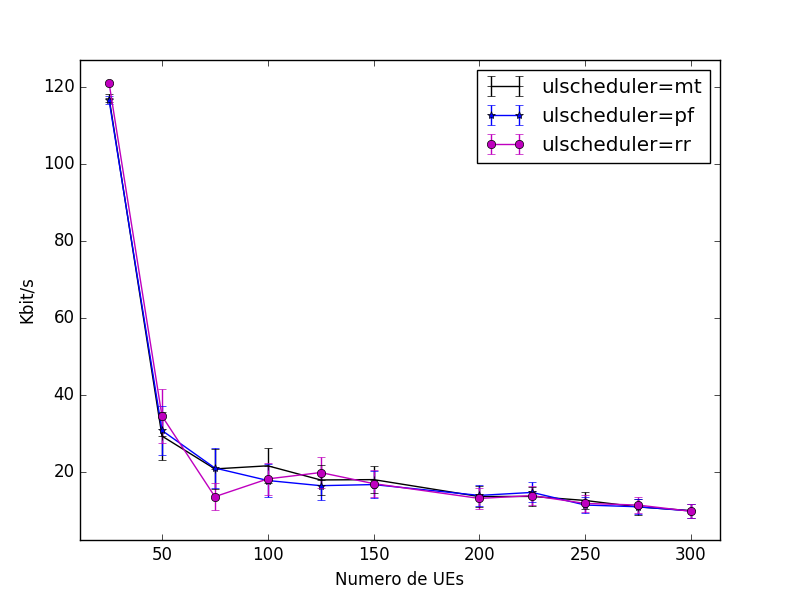 ulscheduler=mt
ulscheduler=pf
ulscheduler=rr
120
100
80
60
40
20
Kbit/s
50 100 150 200 250 300
Numero de UEs